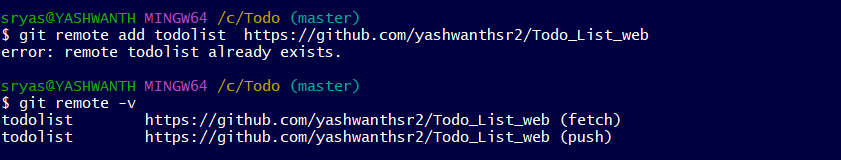 sryas@YASHWANTH MINGW64 /c/Todo (master)
$ git remote add todolist  https://github.com/yashwanthsr2/Todo_List_web
error: remote todolist already exists.

sryas@YASHWANTH MINGW64 /c/Todo (master)
$ git remote -v
todolist        https://github.com/yashwanthsr2/Todo_List_web (fetch)
todolist        https://github.com/yashwanthsr2/Todo_List_web (push)